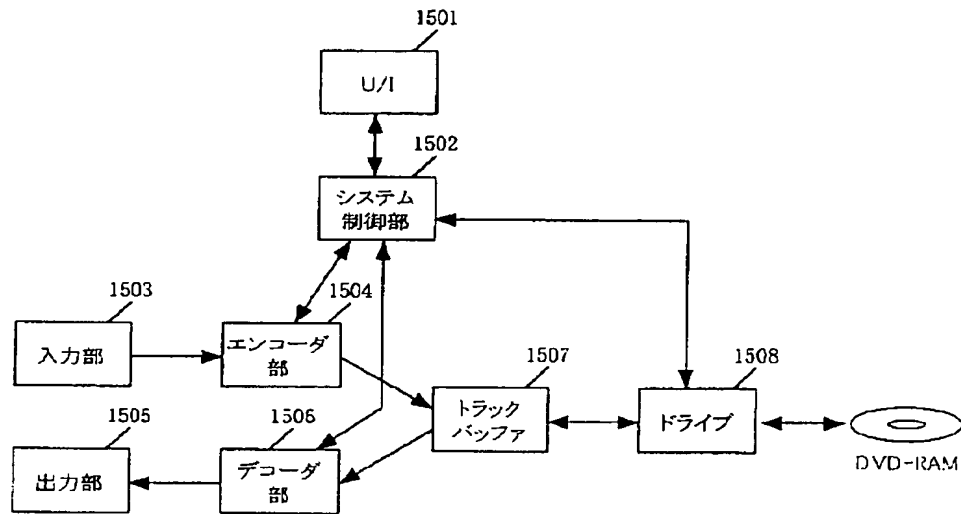 1501
U/I
1502
システム
制御部
1503
入力部
1504
エンコーダ
部
1507
トラック
バッファ
1508
ドライブ
DVD-RAM
1505
出力部
1506
デコーダ
部